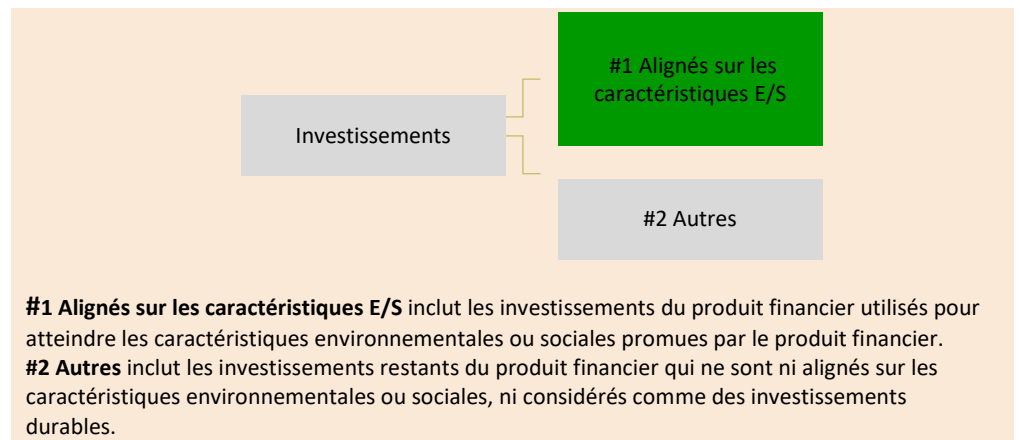 #1 Alignés sur les
caractéristiques E/S
Investissements
#2 Autres
#1 Alignés sur les caractéristiques E/S inclut les investissements du produit financier utilisés pour
atteindre les caractéristiques environnementales ou sociales promues par le produit financier.
#2 Autres inclut les investissements restants du produit financier qui ne sont ni alignés sur les
caractéristiques environnementales ou sociales, ni considérés comme des investissements
durables.